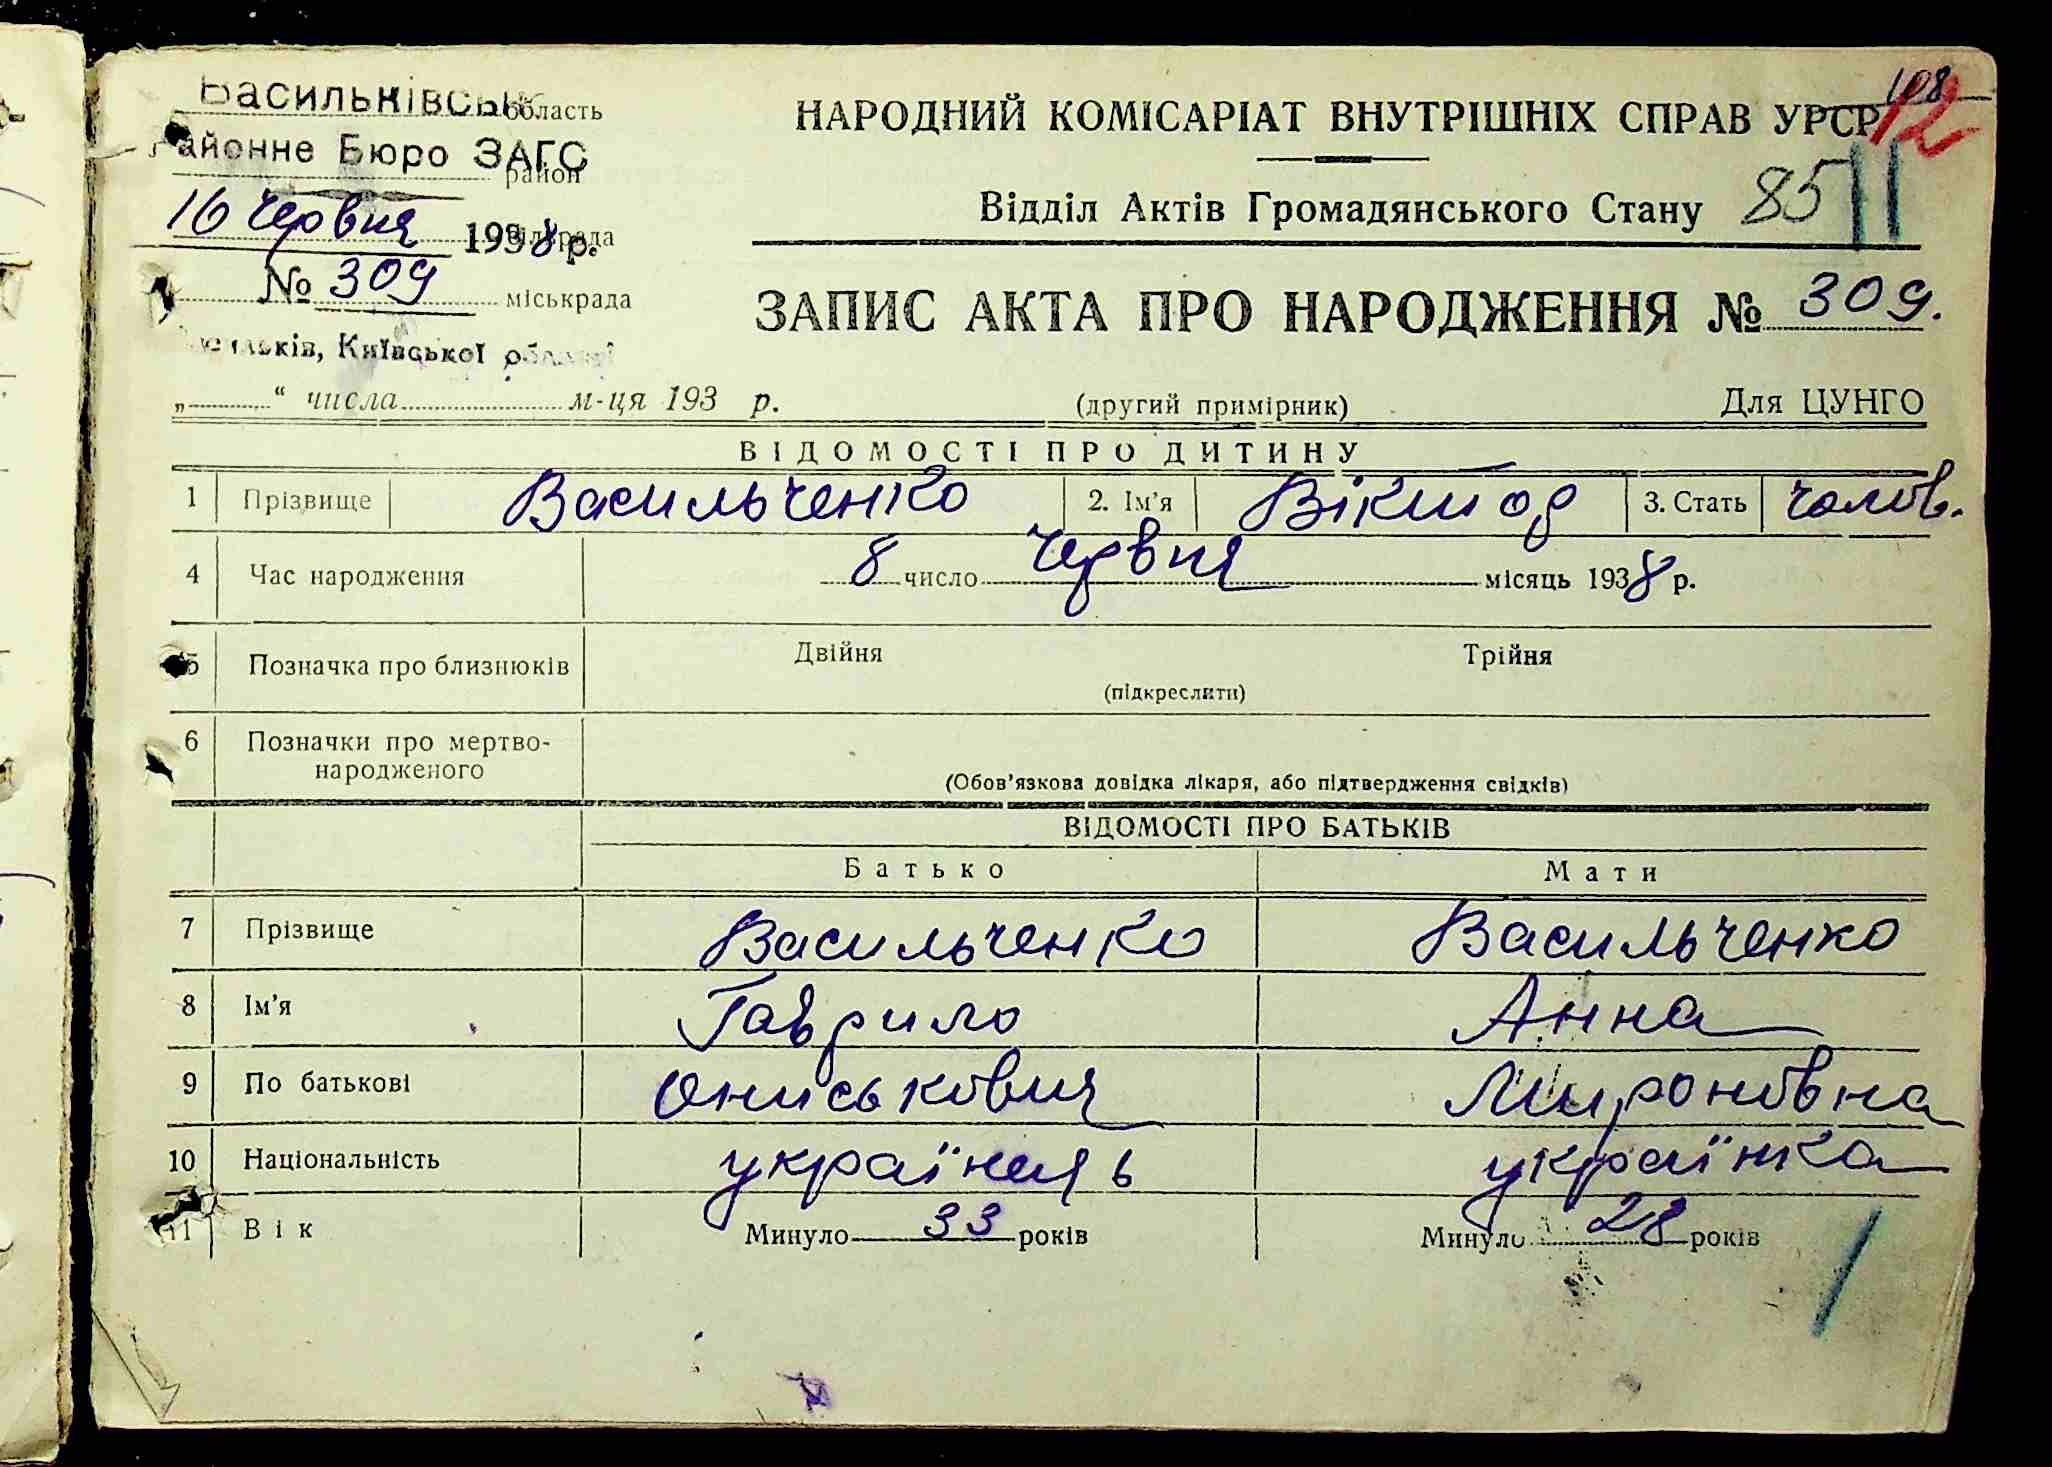 108
12
НАРОДНИЙ КОМІСАРІАТ ВНУТРІШНІХ СПРАВ УРСР
Відділ Актів Громадянського Стану 85 11
Васильківськ область
Районне Бюро ЗАГС
район
16 червня 1938 р.
№ 309 міськрада
Київської
ЗАПИС АКТА ПРО НАРОДЖЕННЯ № 309.
„ “ числа м-ця 193 р. (другий примірник) Для ЦУНГО
ВІДОМОСТІ ПРО ДИТИНУ
1 Прізвище Васильченко 2. Ім’я Віктор 3. Стать чолов.
4 Час народження 8 число червня місяць 1938 р.
5 Позначка про близнюків Двійня Трійня
(підкреслити)
6 Позначки про мертво-
народженого
(Обов’язкова довідка лікаря, або підтвердження свідків)
ВІДОМОСТІ ПРО БАТЬКІВ
Батько Мати
7 Прізвище Васильченко Васильченко
8 Ім’я Гаврило Анна
9 По батькові Ониськович Мироновна
10 Національність українець українка
11 Вік Минуло 33 років Минуло 28 років